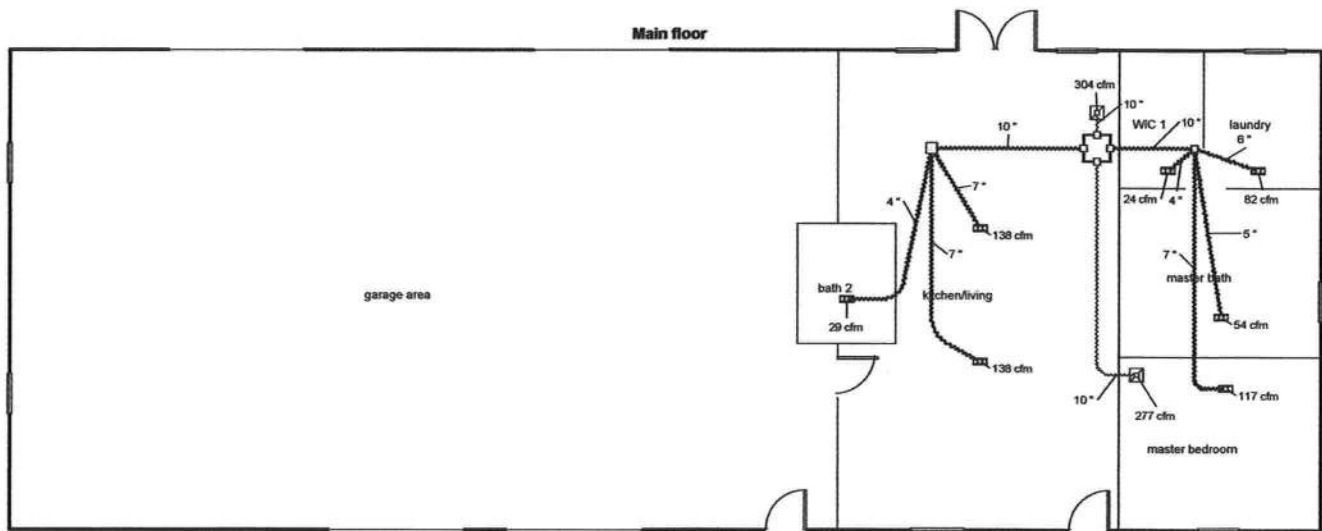 Main floor
304 cfm
10 "
10 "
WIC 1
10 "
laundry
6 "
4 "
7 "
24 cfm
4 "
82 cfm
138 cfm
5 "
7 "
7 "
master bath
bath 2
kitchen/living
garage area
29 cfm
54 cfm
138 cfm
10 "
117 cfm
277 cfm
master bedroom